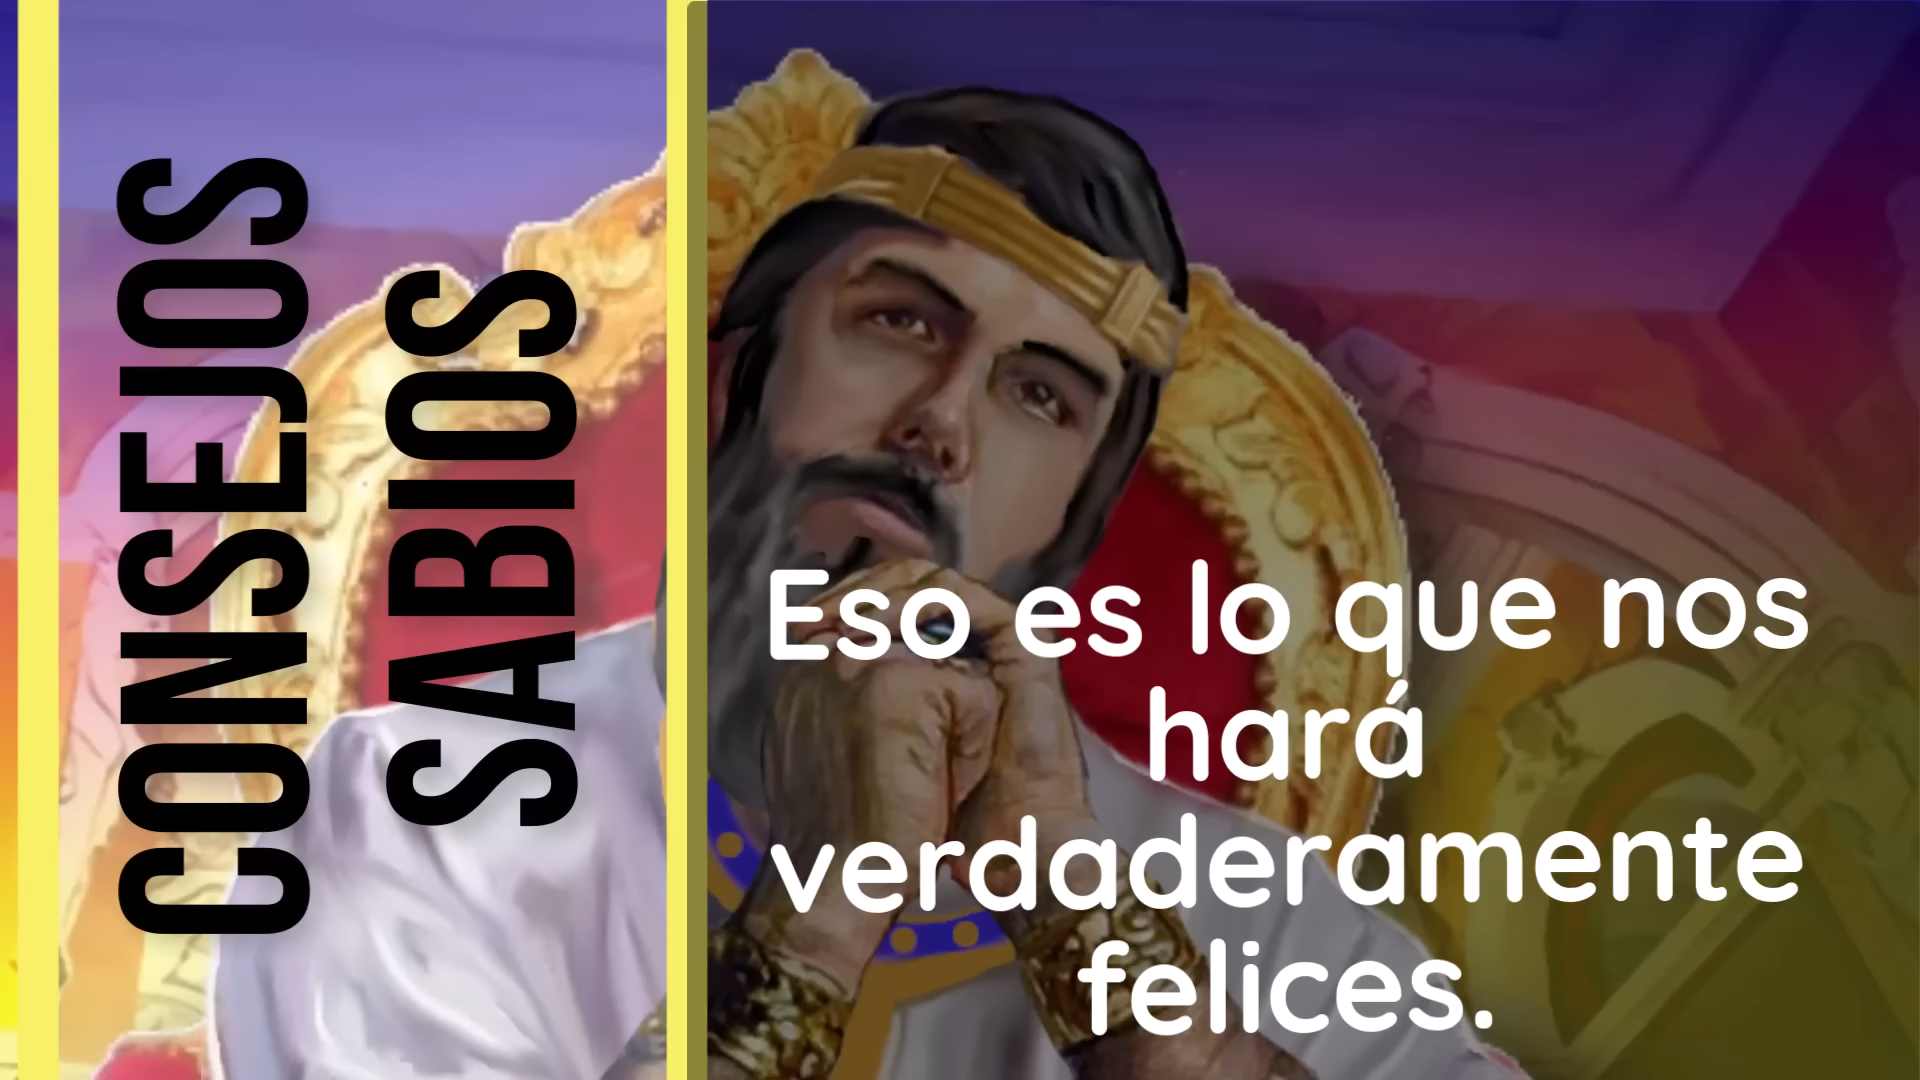 CONSEJOS
SABIOS
Eso es lo que nos
hará
verdaderamente
felices.